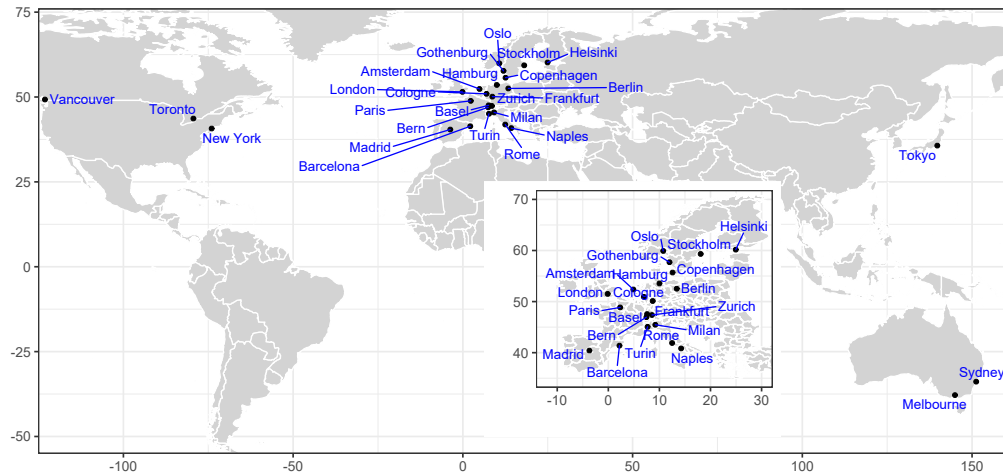 75
Oslo
Gothenburg
Stockholm
Helsinki
Amsterdam
Hamburg
Copenhagen
London
Cologne
Berlin
50
Vancouver
Zurich
Frankfurt
Toronto
Paris
Basel
Milan
New York
Bern
Turin
Naples
Madrid
Rome
Tokyo
Barcelona
25
70
Helsinki
Oslo
Stockholm
60
Gothenburg
0
Amsterdam
Hamburg
Copenhagen
London
Cologne
Berlin
50
Paris
Basel
Frankfurt
Zurich
Bern
Rome
Milan
-25
40
Madrid
Turin
Naples
Barcelona
Sydney
-10
0
10
20
30
Melbourne
-50
-100
-50
0
50
100
150